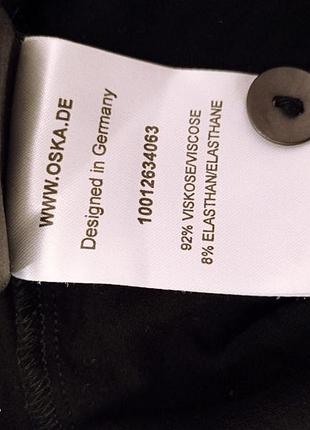 WWW.OSKA.DE
Designed in Germany
10012634063
92% VISKOSE/VISCOSE
8% ELASTHAN/ELASTHANE